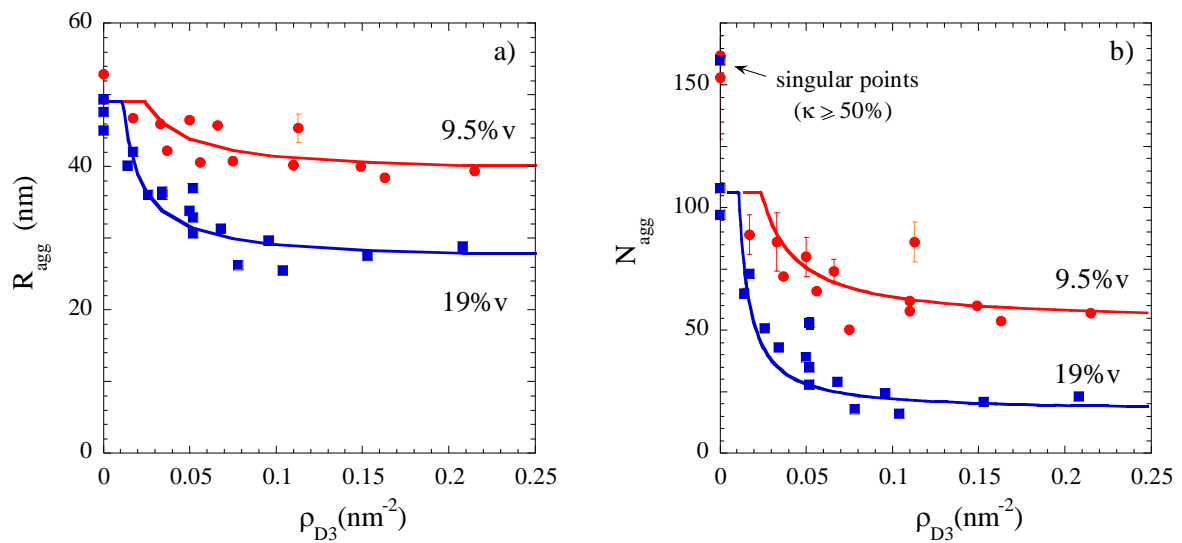 a)
60
40
20
0
R_agg (nm)
9.5%v
19%v
0 0.05 0.1 0.15 0.2 0.25
ρ_D3(nm⁻²)
b)
150
100
50
0
N_agg
singular points
(κ ⩾ 50%)
9.5%v
19%v
0 0.05 0.1 0.15 0.2 0.25
ρ_D3(nm⁻²)